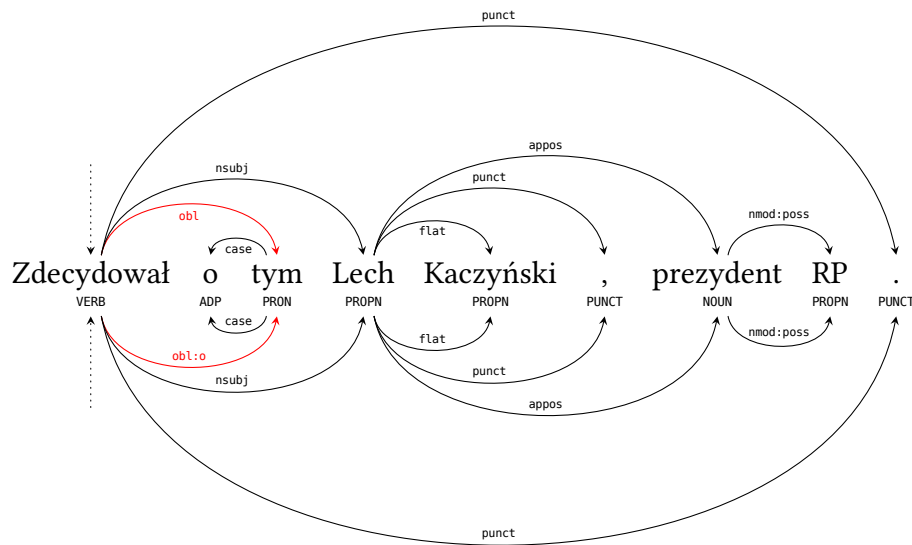 punct
appos
nsubj punct
obl flat nmod:poss
case
Zdecydował o tym Lech Kaczyński , prezydent RP .
VERB ADP PRON PROPN PROPN PUNCT NOUN PROPN PUNCT
case
flat nmod:poss
obl:o
nsubj punct
appos
punct